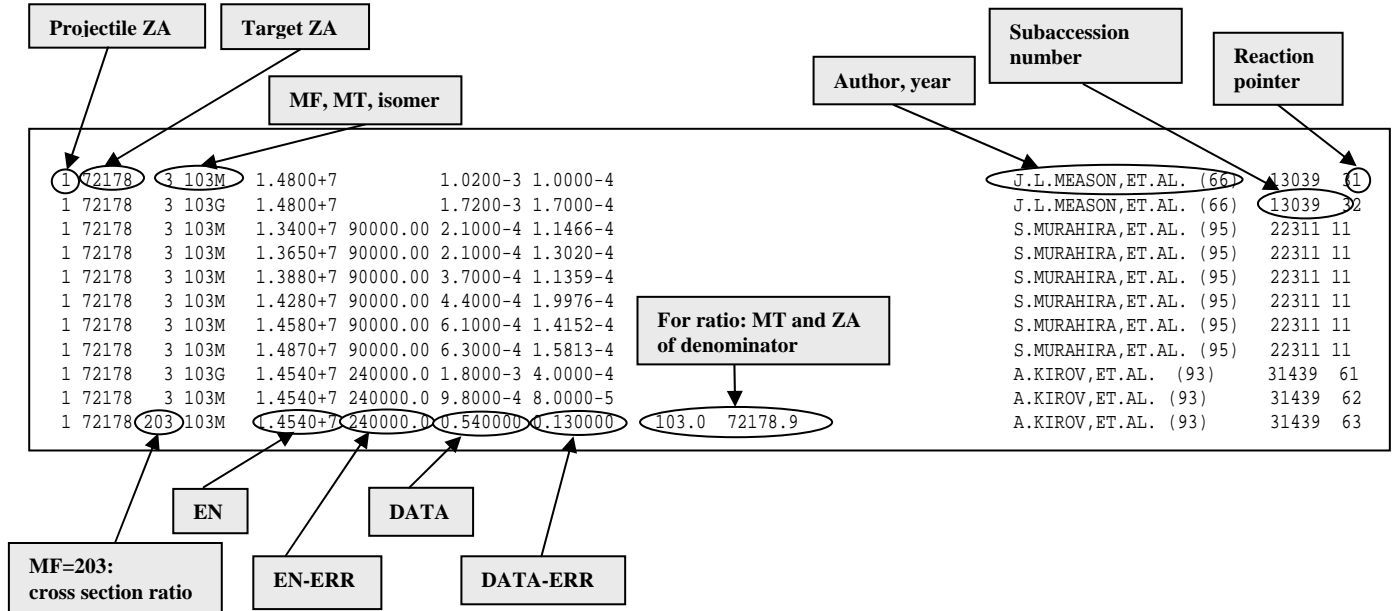 Projectile ZA
Target ZA
MF, MT, isomer
Author, year
Subaccession
number
Reaction
pointer
1 72178 3 103M 1.4800+7 1.0200-3 1.0000-4 J.L.MEASON,ET.AL. (66) 13039 31
1 72178 3 103G 1.4800+7 1.7200-3 1.7000-4 J.L.MEASON,ET.AL. (66) 13039 32
1 72178 3 103M 1.3400+7 90000.00 2.1000-4 1.1466-4 S.MURAHIRA,ET.AL. (95) 22311 11
1 72178 3 103M 1.3650+7 90000.00 2.1000-4 1.3020-4 S.MURAHIRA,ET.AL. (95) 22311 11
1 72178 3 103M 1.3880+7 90000.00 3.7000-4 1.1359-4 S.MURAHIRA,ET.AL. (95) 22311 11
1 72178 3 103M 1.4280+7 90000.00 4.4000-4 1.9976-4 S.MURAHIRA,ET.AL. (95) 22311 11
1 72178 3 103M 1.4580+7 90000.00 6.1000-4 1.4152-4 S.MURAHIRA,ET.AL. (95) 22311 11
1 72178 3 103M 1.4870+7 90000.00 6.3000-4 1.5813-4 S.MURAHIRA,ET.AL. (95) 22311 11
1 72178 3 103G 1.4540+7 240000.0 1.8000-3 4.0000-4 A.KIROV,ET.AL. (93) 31439 61
1 72178 3 103M 1.4540+7 240000.0 9.8000-4 8.0000-5 A.KIROV,ET.AL. (93) 31439 62
1 72178 203 103M 1.4540+7 240000.0 0.540000 0.130000 103.0 72178.9 A.KIROV,ET.AL. (93) 31439 63
For ratio: MT and ZA
of denominator
EN
DATA
MF=203:
cross section ratio
EN-ERR
DATA-ERR